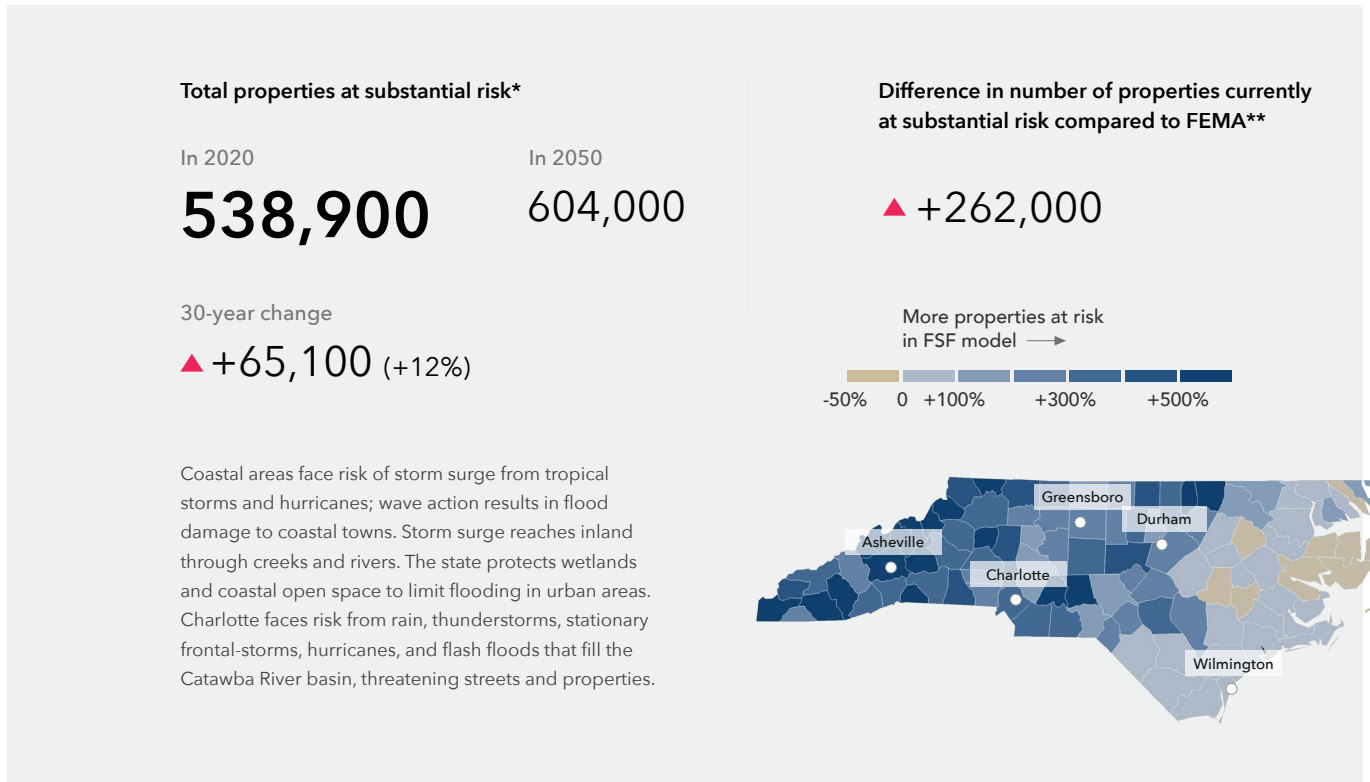 Total properties at substantial risk*
In 2020
538,900
In 2050
604,000
30-year change
+65,100 (+12%)
Coastal areas face risk of storm surge from tropical
storms and hurricanes; wave action results in flood
damage to coastal towns. Storm surge reaches inland
through creeks and rivers. The state protects wetlands
and coastal open space to limit flooding in urban areas.
Charlotte faces risk from rain, thunderstorms, stationary
frontal-storms, hurricanes, and flash floods that fill the
Catawba River basin, threatening streets and properties.
Difference in number of properties currently
at substantial risk compared to FEMA**
+262,000
More properties at risk
in FSF model
-50% 0 +100% +300% +500%
Greensboro
Durham
Asheville
Charlotte
Wilmington